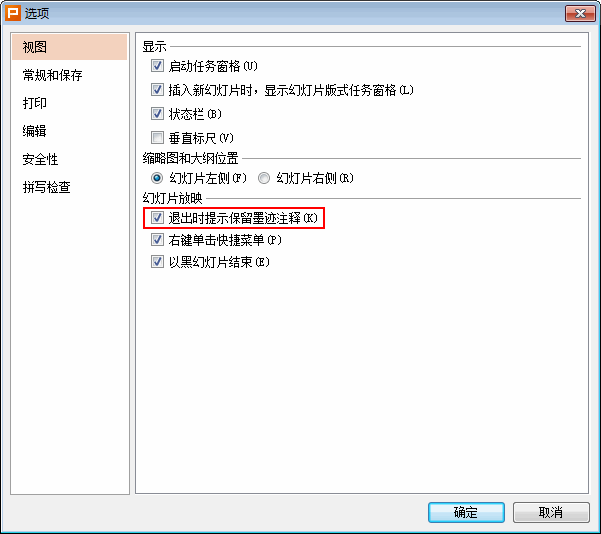 选项
视图
常规和保存
打印
编辑
安全性
拼写检查
显示
启动任务窗格(U)
插入新幻灯片时，显示幻灯片版式任务窗格(L)
状态栏(B)
垂直标尺(V)
缩略图和大纲位置
幻灯片左侧(F) 幻灯片右侧(R)
幻灯片放映
退出时提示保留墨迹注释(K)
右键单击快捷菜单(P)
以黑幻灯片结束(E)
确定 取消